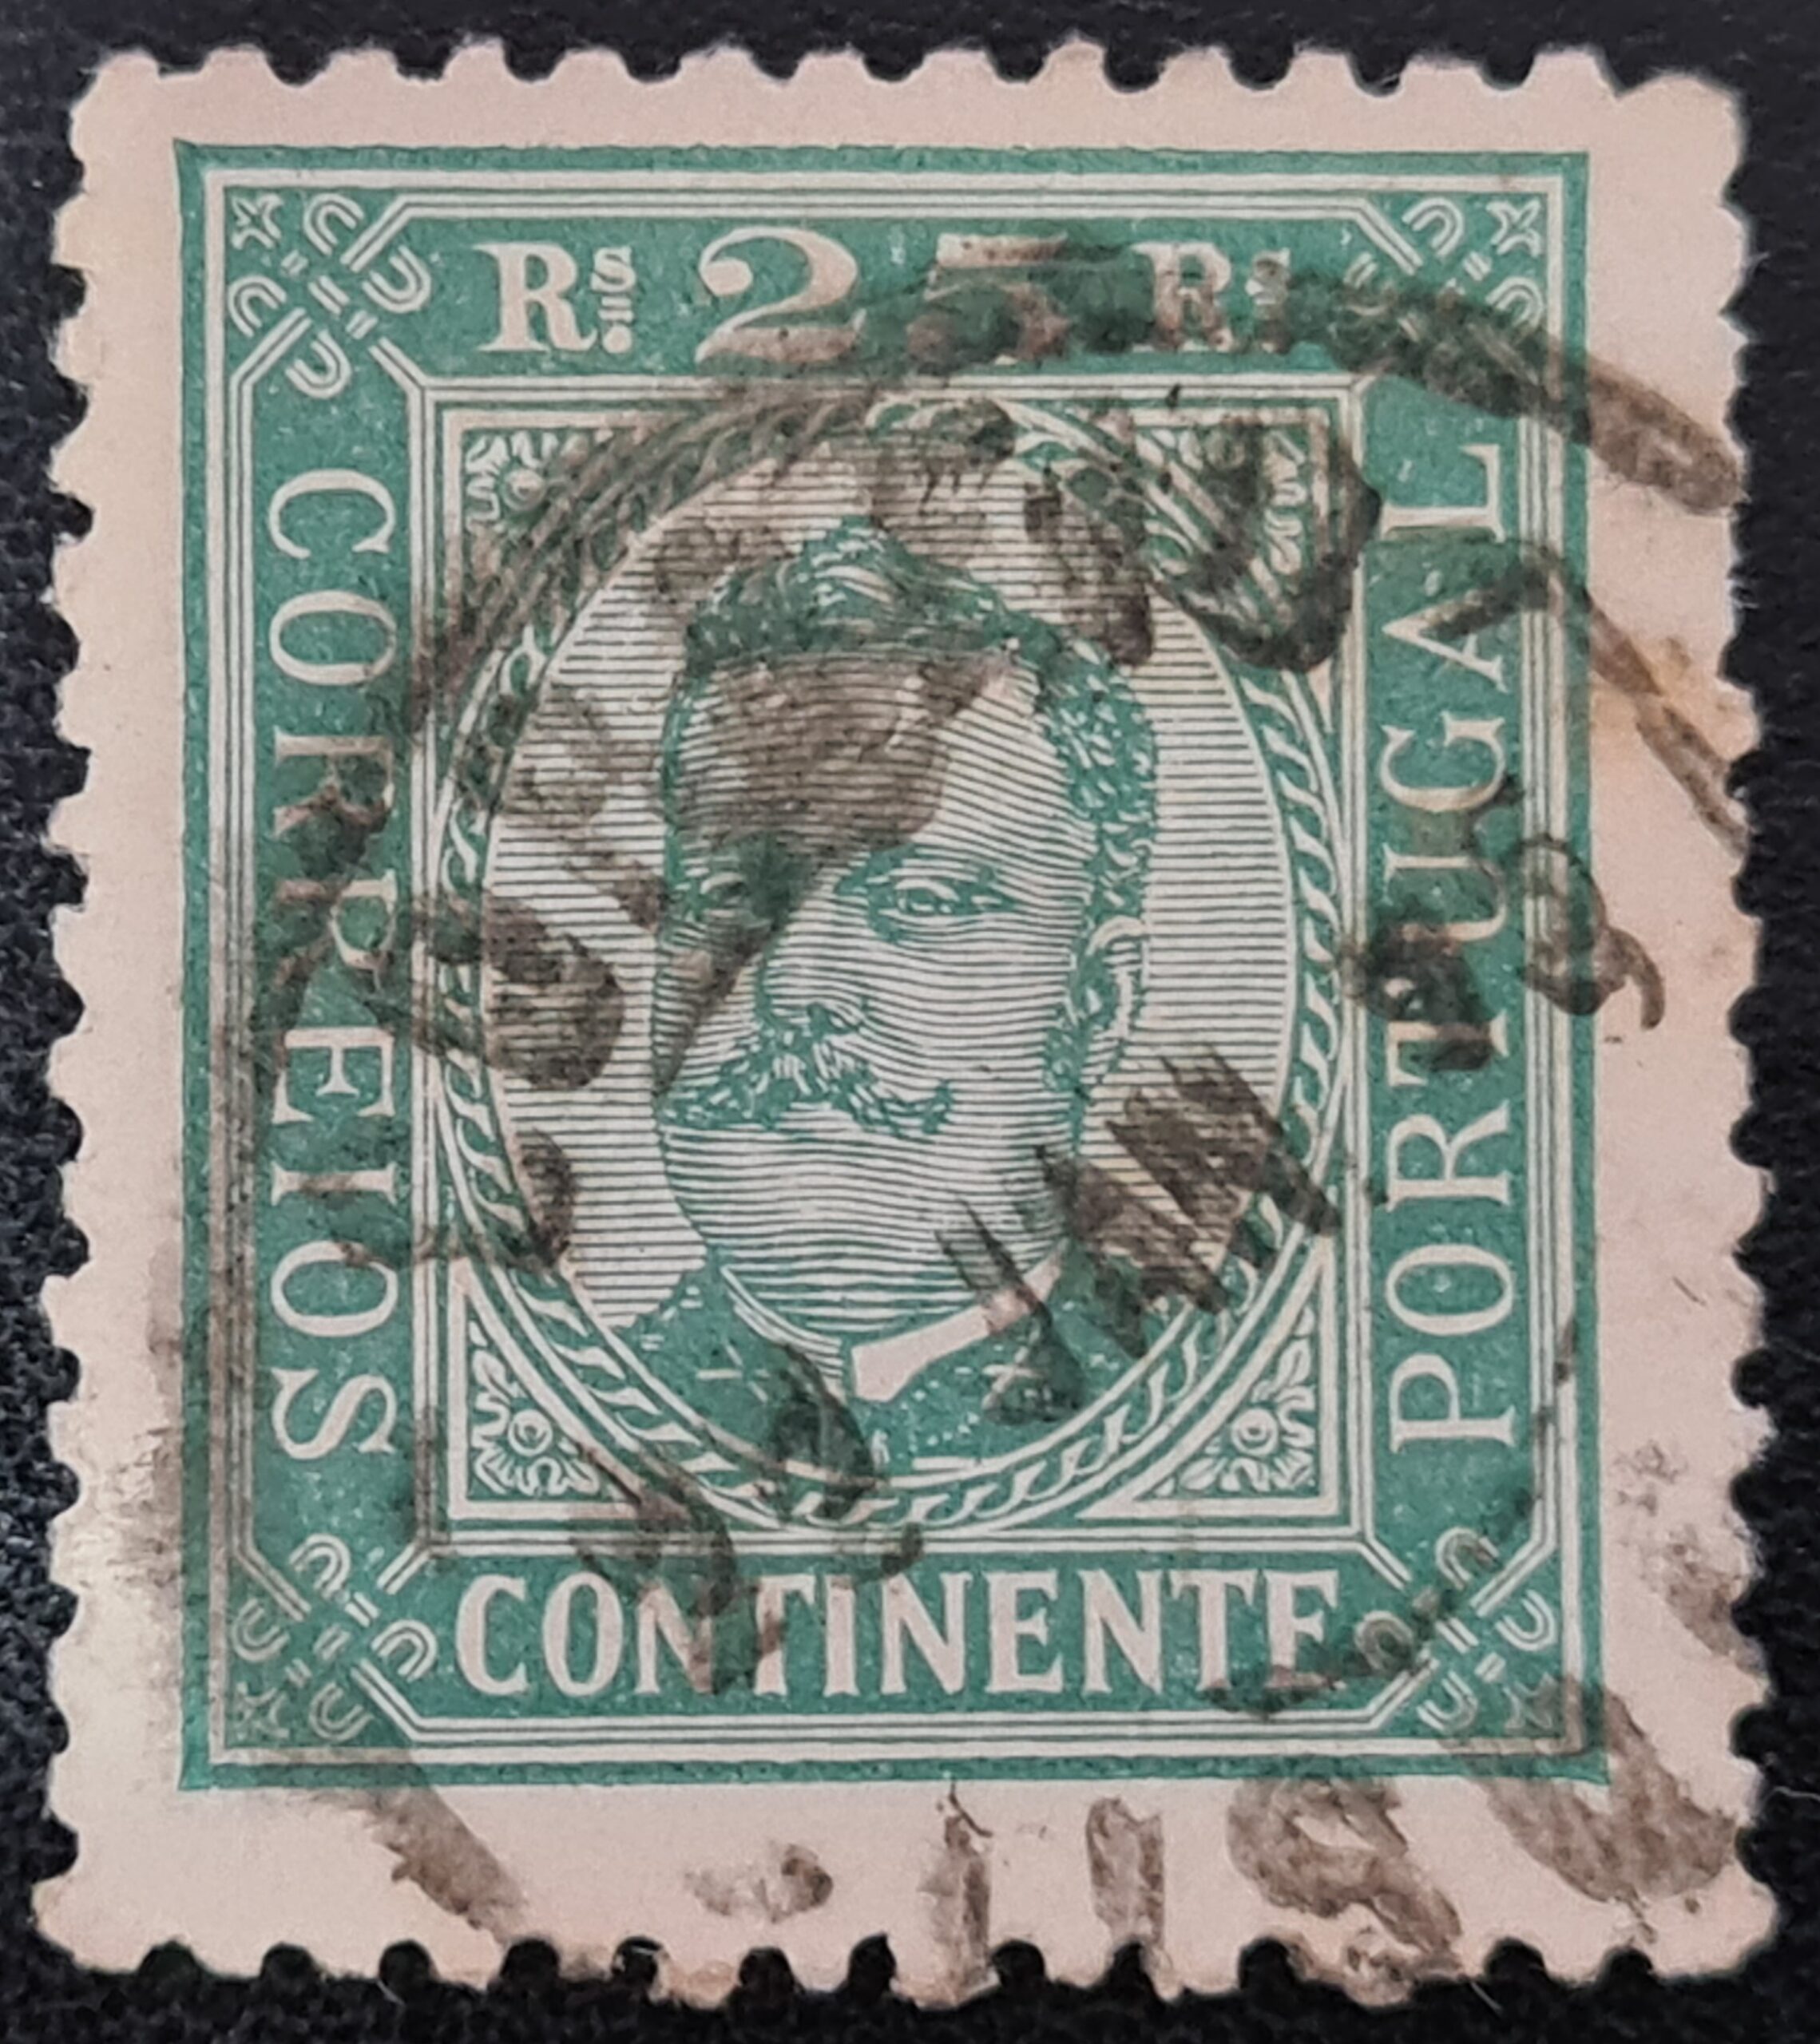 Rs. 25 Rs.
CORREIOS
PORTUGAL
CONTINENTE